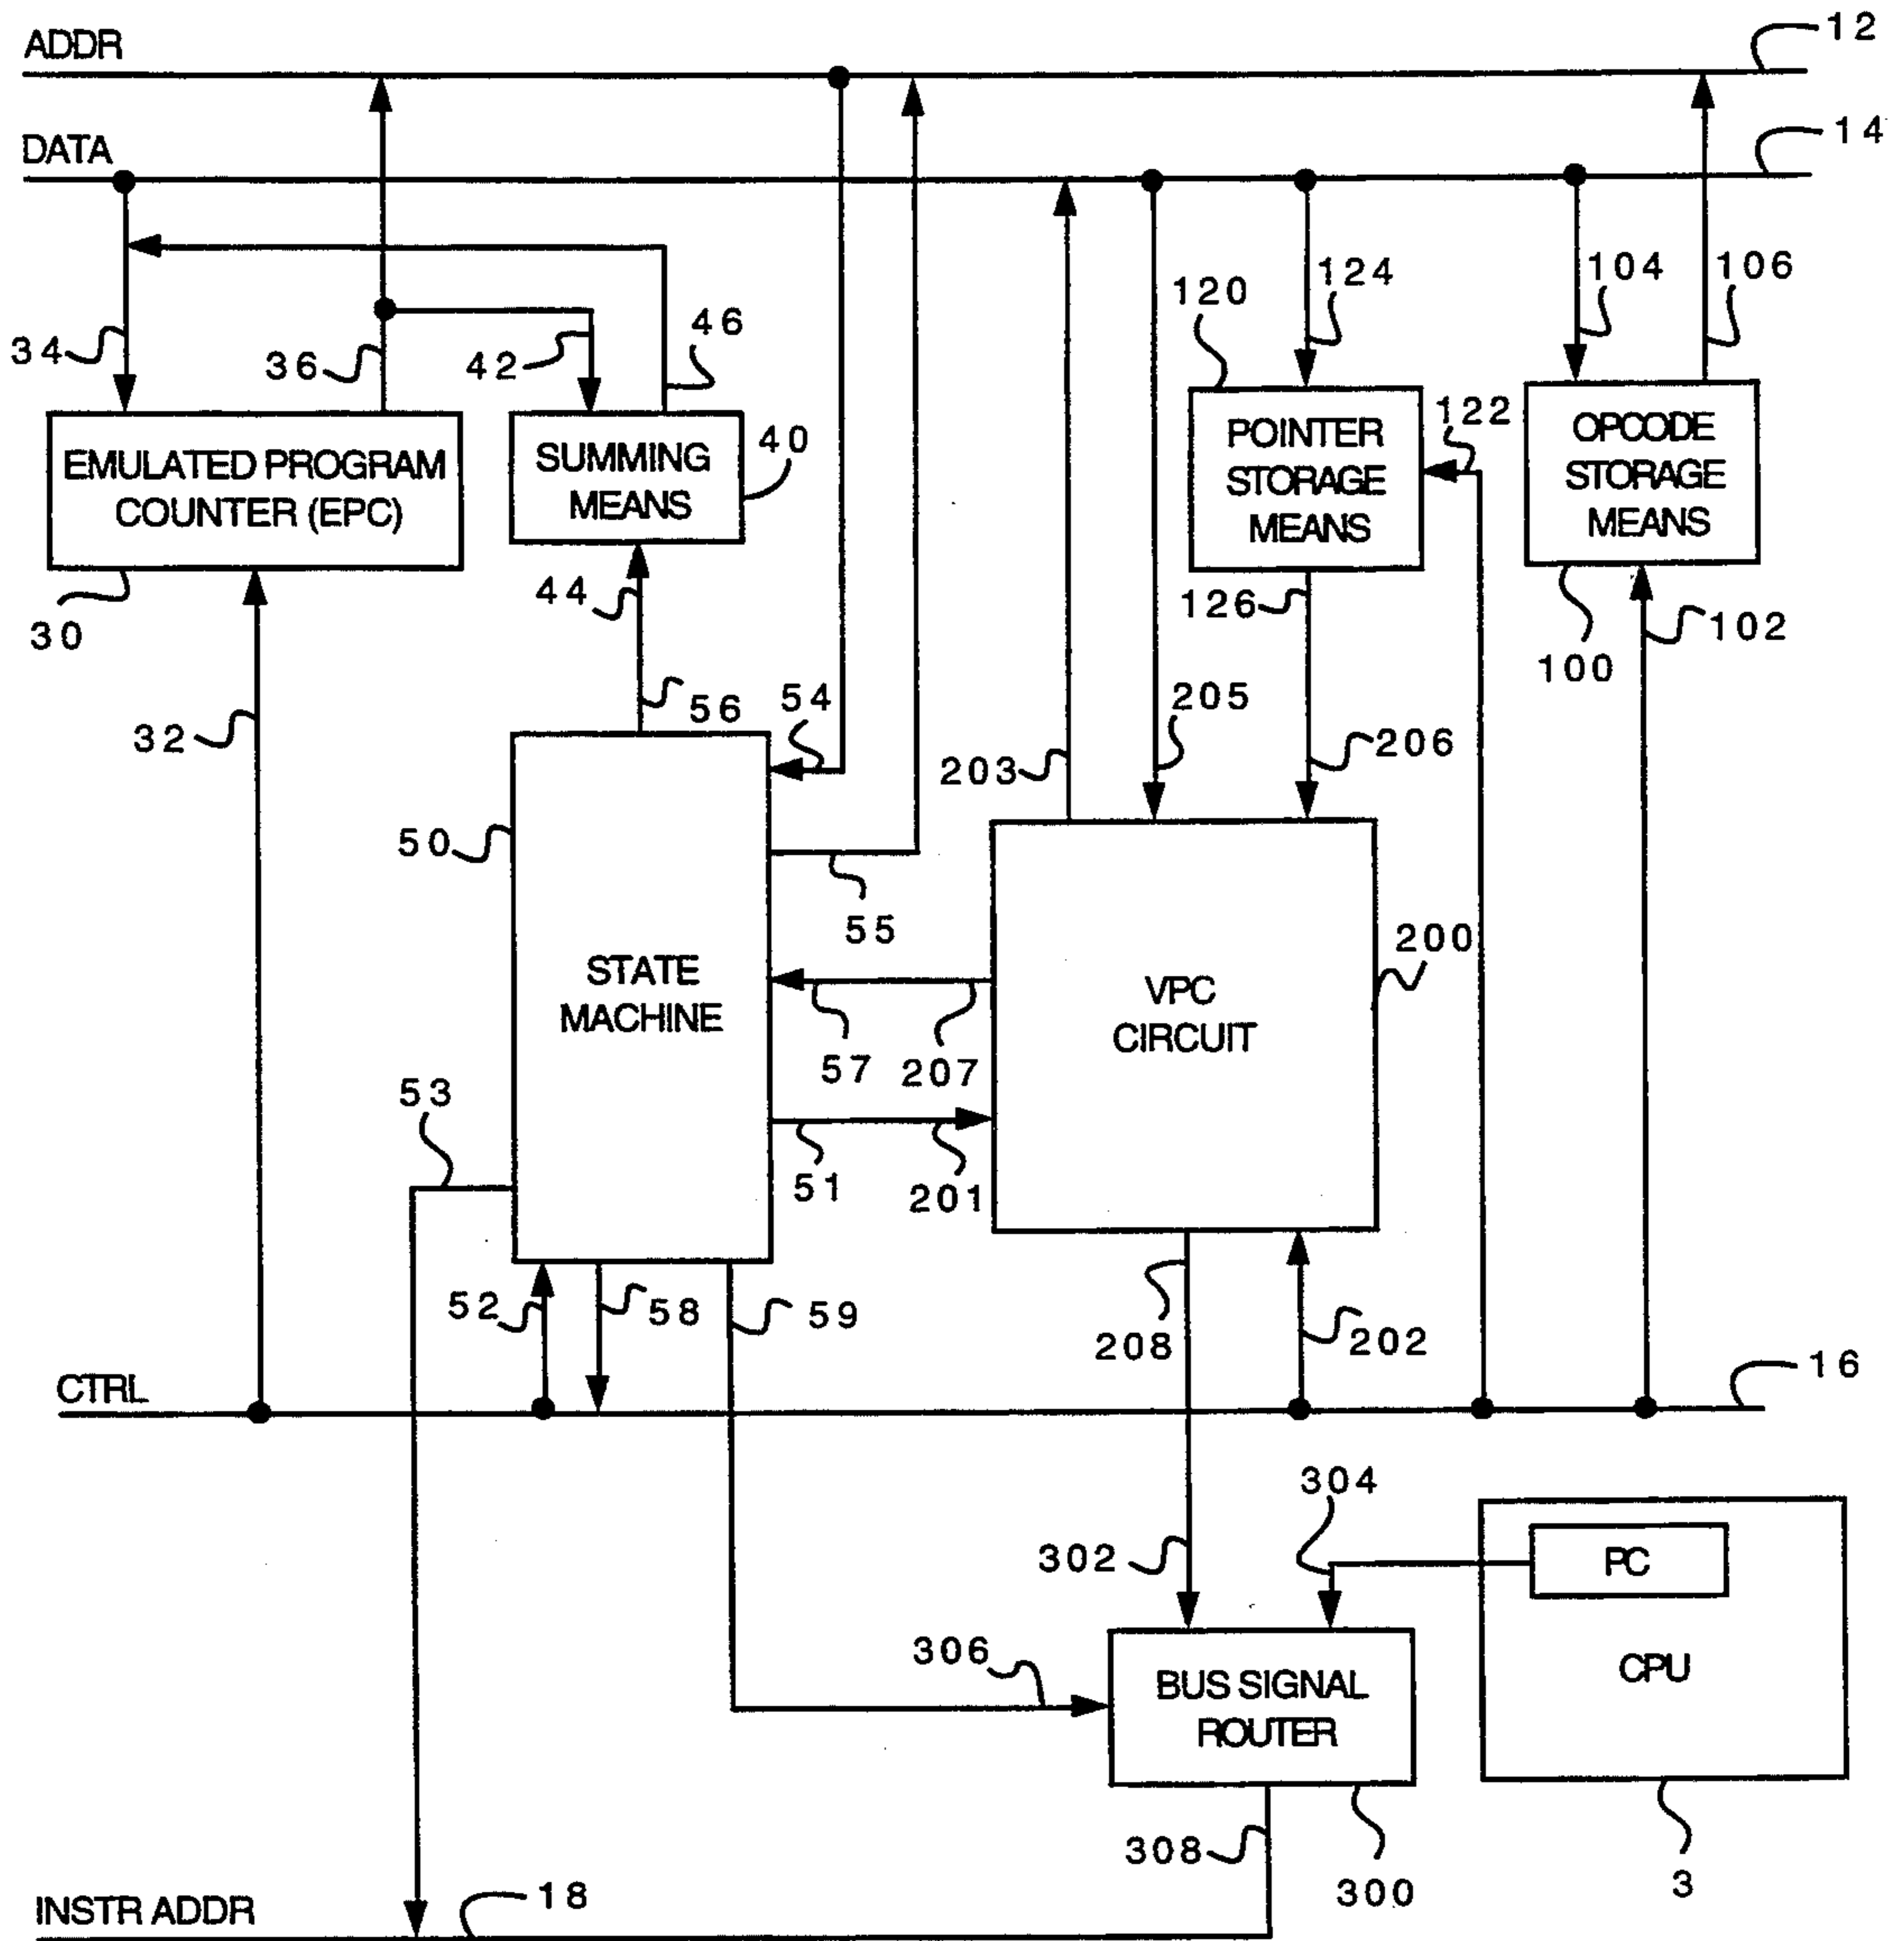 ADDR
12
DATA
14
34
36
42
46
120
124
104
106
122
EMULATED PROGRAM
COUNTER (EPC)
SUMMING
MEANS
40
POINTER
STORAGE
MEANS
OPCODE
STORAGE
MEANS
30
44
126
100
102
32
56
54
203
205
206
50
55
200
STATE
MACHINE
VPC
CIRCUIT
57
207
53
51
201
52
58
59
208
202
CTRL
16
304
302
PC
306
BUS SIGNAL
ROUTER
CPU
308
300
3
INSTR ADDR
18